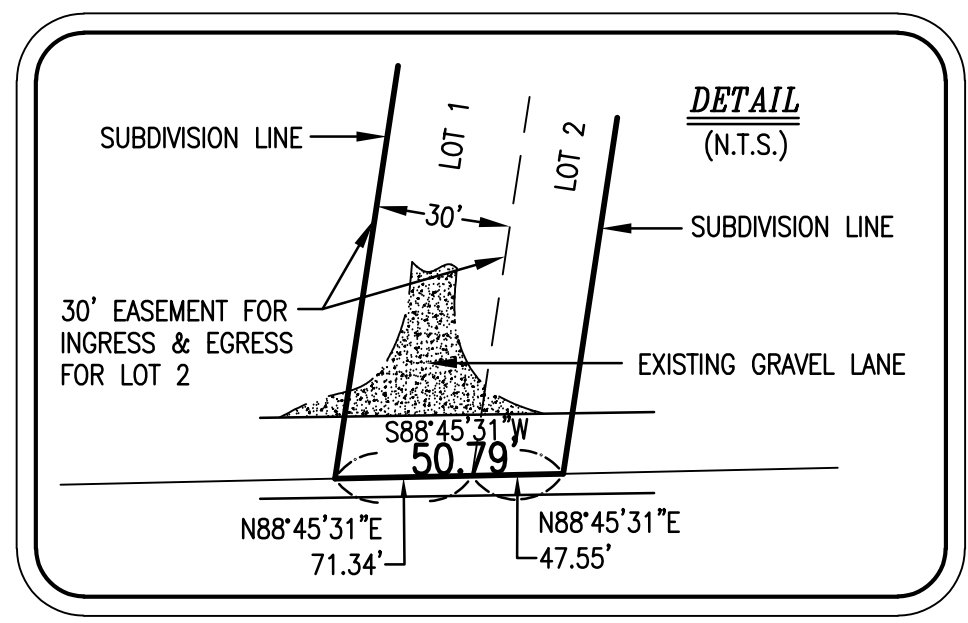 DETAIL
(N.T.S.)
SUBDIVISION LINE
LOT 1
LOT 2
30'
SUBDIVISION LINE
30' EASEMENT FOR
INGRESS & EGRESS
FOR LOT 2
EXISTING GRAVEL LANE
S88°45'31"W
50.79'
N88°45'31"E
71.34'
N88°45'31"E
47.55'